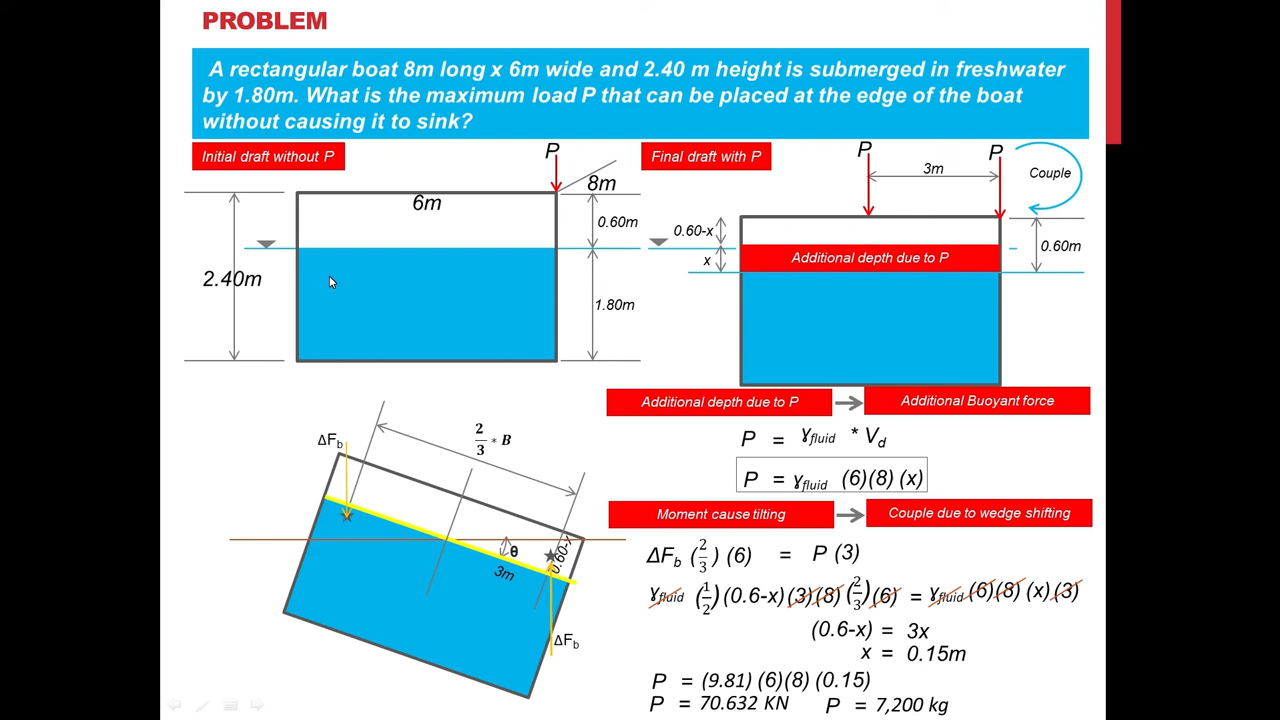 PROBLEM
A rectangular boat 8m long x 6m wide and 2.40 m height is submerged in freshwater
by 1.80m. What is the maximum load P that can be placed at the edge of the boat
without causing it to sink?
Initial draft without P
P
8m
6m
0.60m
2.40m
1.80m
Final draft with P
P
P
3m
Couple
0.60-x
x
Additional depth due to P
0.60m
Additional depth due to P
Additional Buoyant force
P = ɣfluid * Vd
P = ɣfluid (6)(8) (x)
Moment cause tilting
Couple due to wedge shifting
ΔFb (2/3) (6) = P (3)
ɣfluid (1/2) (0.6-x) (3)(8) (2/3) (6) = ɣfluid (6)(8) (x) (3)
(0.6-x) = 3x
x = 0.15m
P = (9.81) (6)(8) (0.15)
P = 70.632 KN P = 7,200 kg
ΔFb
2/3 * B
θ
3m
0.60-x
ΔFb